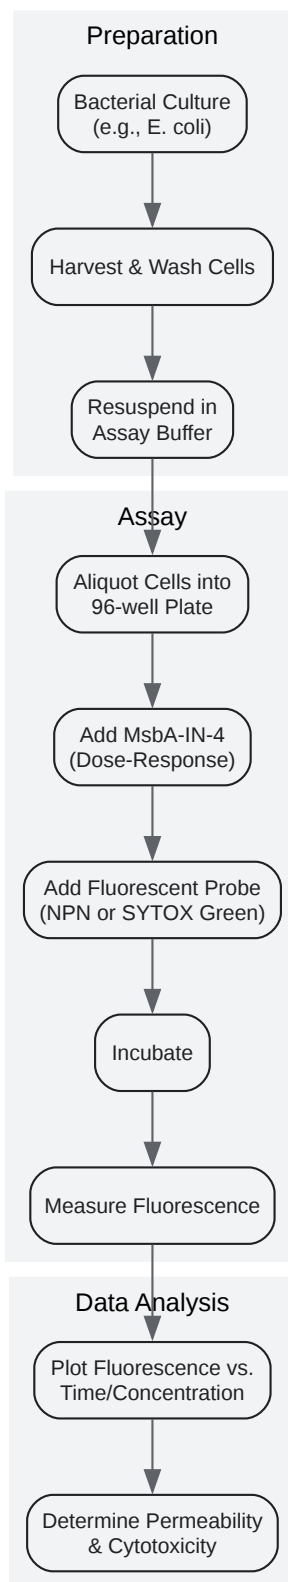 Preparation
Bacterial Culture
(e.g., E. coli)
Harvest & Wash Cells
Resuspend in
Assay Buffer
Assay
Aliquot Cells into
96-well Plate
Add MsbA-IN-4
(Dose-Response)
Add Fluorescent Probe
(NPN or SYTOX Green)
Incubate
Measure Fluorescence
Data Analysis
Plot Fluorescence vs.
Time/Concentration
Determine Permeability
& Cytotoxicity